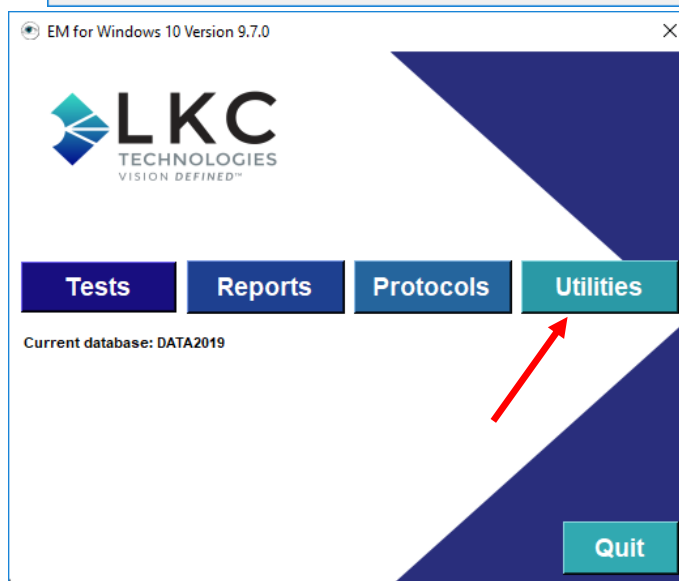 EM for Windows 10 Version 9.7.0
LKC
TECHNOLOGIES
VISION DEFINED™
Tests Reports Protocols Utilities
Current database: DATA2019
Quit